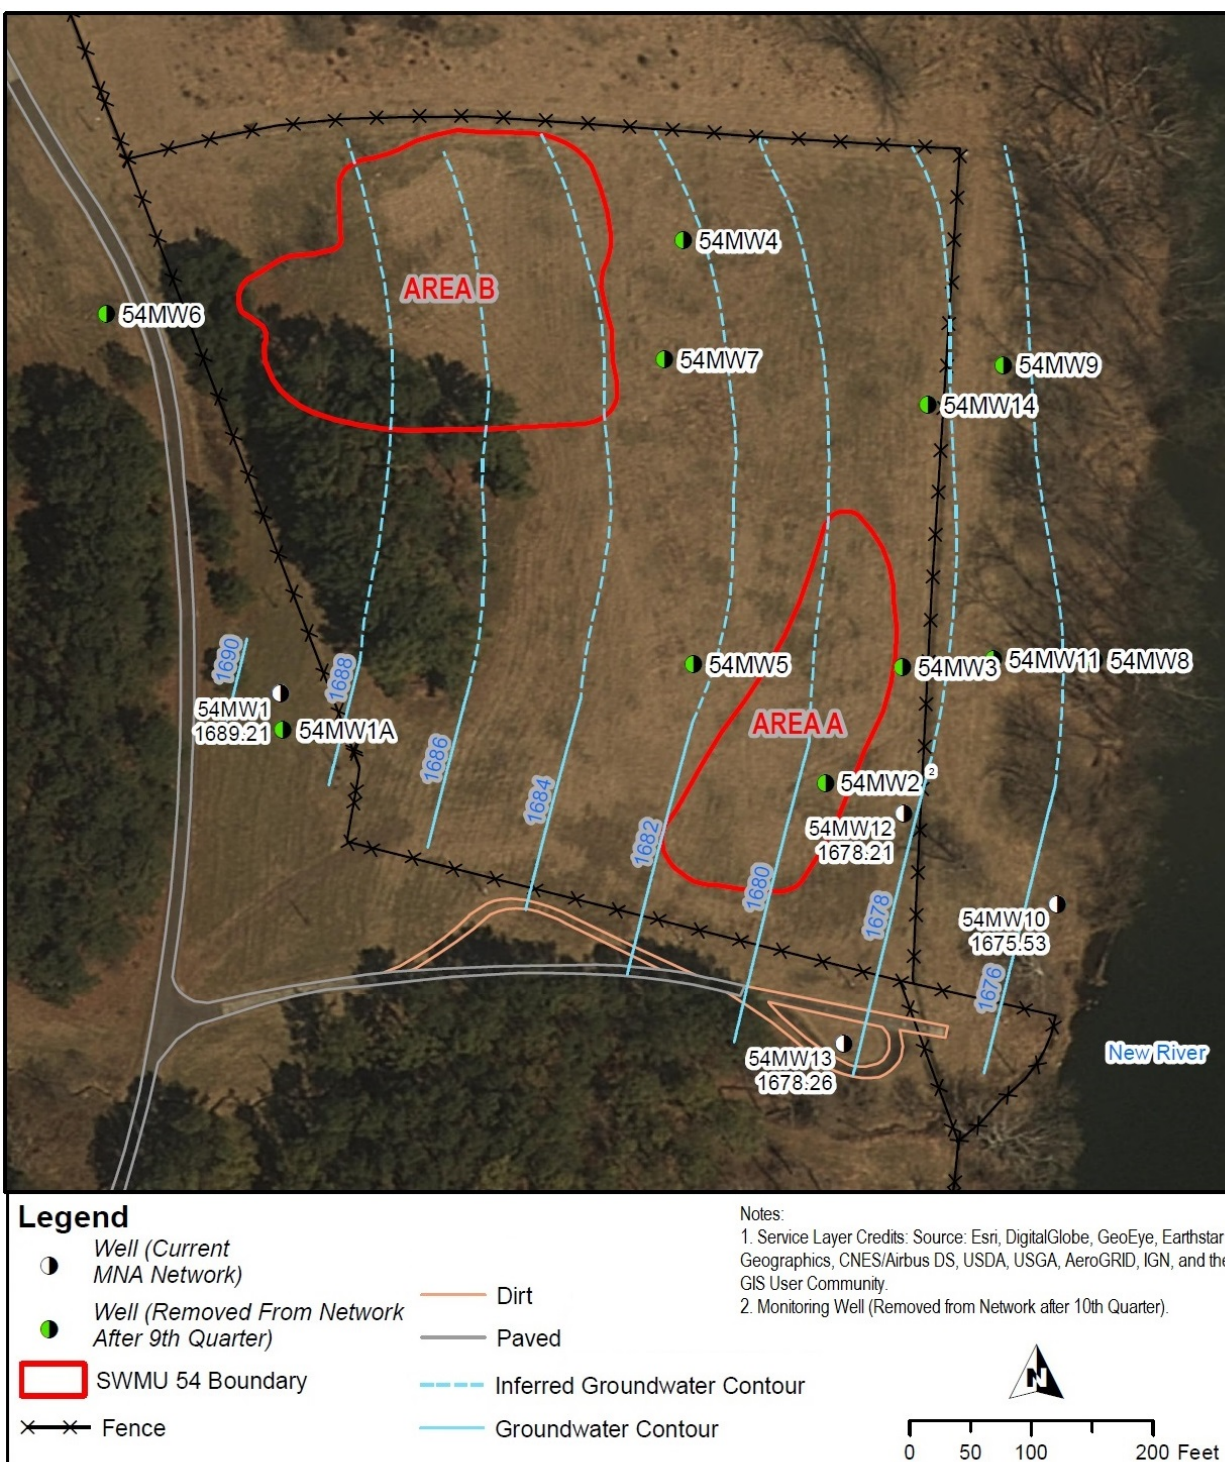 54MW4
AREA B
54MW6
54MW7
54MW9
54MW14
1690
1688
54MW5
54MW3
54MW11
54MW8
54MW1
1689.21
54MW1A
AREA A
1686
1684
54MW2 2
1682
54MW12
1678.21
1680
1678
54MW10
1675.53
1676
54MW13
1678.26
New River
Legend
Well (Current
MNA Network)
Well (Removed From Network
After 9th Quarter)
SWMU 54 Boundary
Fence
Dirt
Paved
Inferred Groundwater Contour
Groundwater Contour
Notes:
1. Service Layer Credits: Source: Esri, DigitalGlobe, GeoEye, Earthstar
Geographics, CNES/Airbus DS, USDA, USGA, AeroGRID, IGN, and the
GIS User Community.
2. Monitoring Well (Removed from Network after 10th Quarter).
N
0 50 100 200 Feet